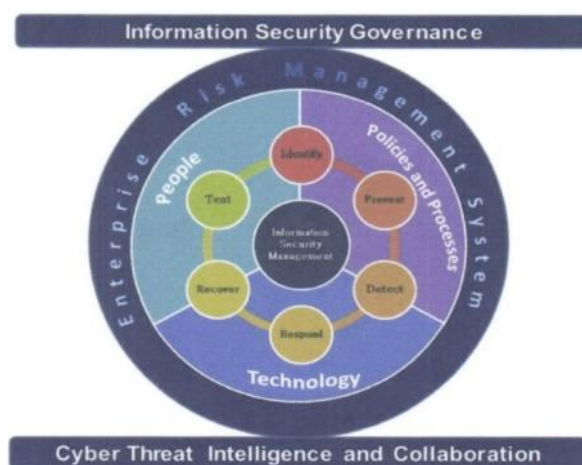 Information Security Governance
Enterprise Risk Management System
People
Policies and Processes
Identify
Test
Prevent
Information
Security
Management
Recover
Detect
Respond
Technology
Cyber Threat Intelligence and Collaboration